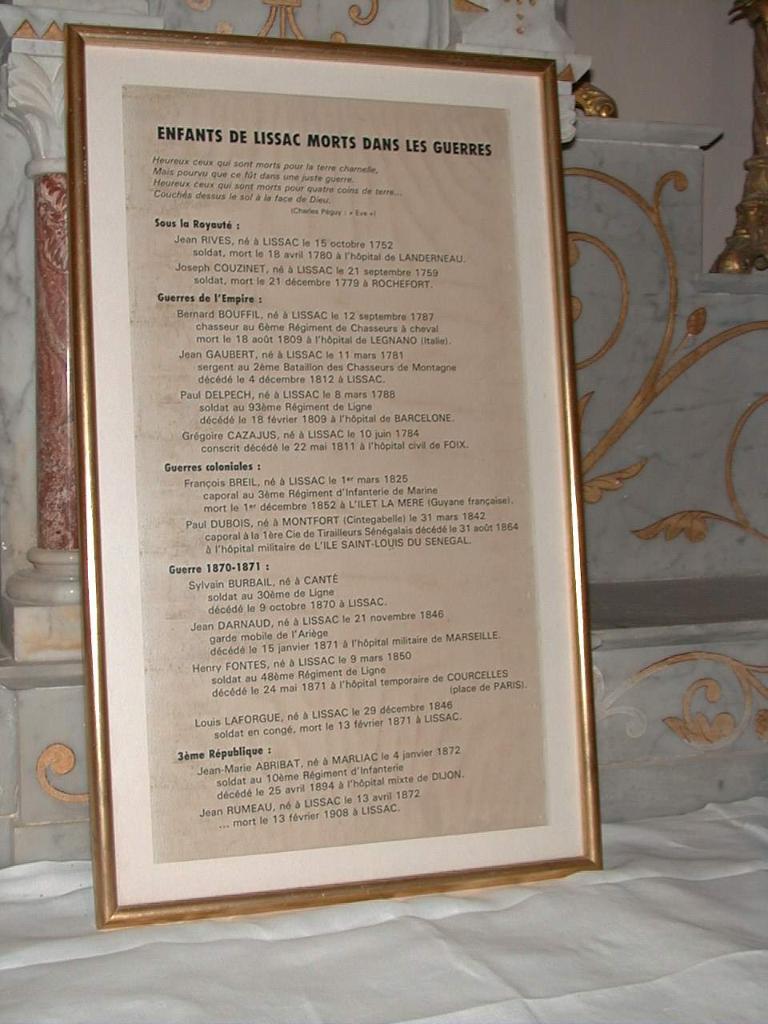 ENFANTS DE LISSAC MORTS DANS LES GUERRES
Heureux ceux qui sont morts pour la terre charnelle,
Mais pourvu que ce fût dans une juste guerre.
Heureux ceux qui sont morts pour quatre coins de terre...
Couchés dessus le sol à la face de Dieu.
(Charles Péguy : « Eve »)
Sous la Royauté :
Jean RIVES, né à LISSAC le 15 octobre 1752
soldat, mort le 18 avril 1780 à l'hôpital de LANDERNEAU.
Joseph COUZINET, né à LISSAC le 21 septembre 1759
soldat, mort le 21 décembre 1779 à ROCHEFORT.
Guerres de l'Empire :
Bernard BOUFFIL, né à LISSAC le 12 septembre 1787
chasseur au 6ème Régiment de Chasseurs à cheval
mort le 18 août 1809 à l'hôpital de LEGNANO (Italie).
Jean GAUBERT, né à LISSAC le 11 mars 1781
sergent au 2ème Bataillon des Chasseurs de Montagne
décédé le 4 décembre 1812 à LISSAC.
Paul DELPECH, né à LISSAC le 8 mars 1788
soldat au 93ème Régiment de Ligne
décédé le 18 février 1809 à l'hôpital de BARCELONE.
Grégoire CAZAJUS, né à LISSAC le 10 juin 1784
conscrit décédé le 22 mai 1811 à l'hôpital civil de FOIX.
Guerres coloniales :
François BREIL, né à LISSAC le 1er mars 1825
caporal au 3ème Régiment d'Infanterie de Marine
mort le 1er décembre 1852 à L'ILET LA MERE (Guyane française).
Paul DUBOIS, né à MONTFORT (Cintegabelle) le 31 mars 1842
caporal à la 1ère Cie de Tirailleurs Sénégalais décédé le 31 août 1864
à l'hôpital militaire de L'ILE SAINT-LOUIS DU SENEGAL.
Guerre 1870-1871 :
Sylvain BURBAIL, né à CANTÉ
soldat au 30ème de Ligne
décédé le 9 octobre 1870 à LISSAC.
Jean DARNAUD, né à LISSAC le 21 novembre 1846
garde mobile de l'Ariège
décédé le 15 janvier 1871 à l'hôpital militaire de MARSEILLE.
Henry FONTES, né à LISSAC le 9 mars 1850
soldat au 48ème Régiment de Ligne
décédé le 24 mai 1871 à l'hôpital temporaire de COURCELLES
(place de PARIS).
Louis LAFORGUE, né à LISSAC le 29 décembre 1846
soldat en congé, mort le 13 février 1871 à LISSAC.
3ème République :
Jean-Marie ABRIBAT, né à MARLIAC le 4 janvier 1872
soldat au 10ème Régiment d'Infanterie
décédé le 25 avril 1894 à l'hôpital mixte de DIJON.
Jean RUMEAU, né à LISSAC le 13 avril 1872
... mort le 13 février 1908 à LISSAC.